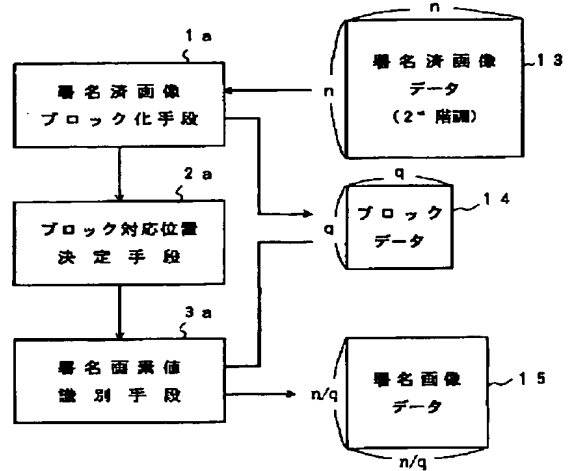 1a
署名済画像
ブロック化手段
2a
ブロック対応位置
決定手段
3a
署名画素値
識別手段
n
n
署名済画像
データ
(2ᵐ階調)
13
q
q
ブロック
データ
14
n/q
署名画像
データ
15
n/q